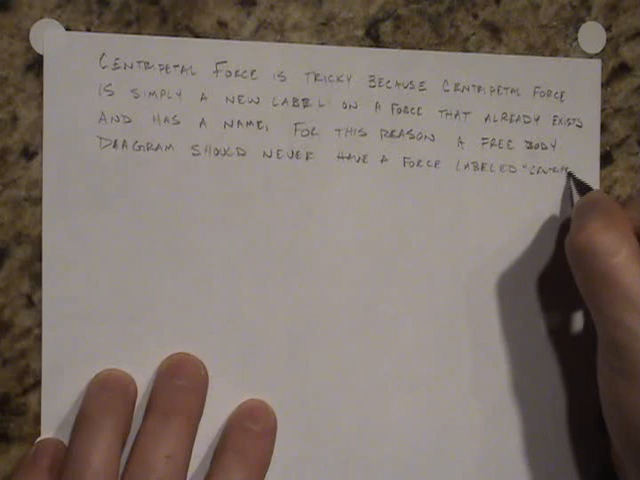 CENTRIPETAL FORCE IS TRICKY BECAUSE CENTRIPETAL FORCE
IS SIMPLY A NEW LABEL ON A FORCE THAT ALREADY EXISTS
AND HAS A NAME. FOR THIS REASON A FREE BODY
DIAGRAM SHOULD NEVER HAVE A FORCE LABELED